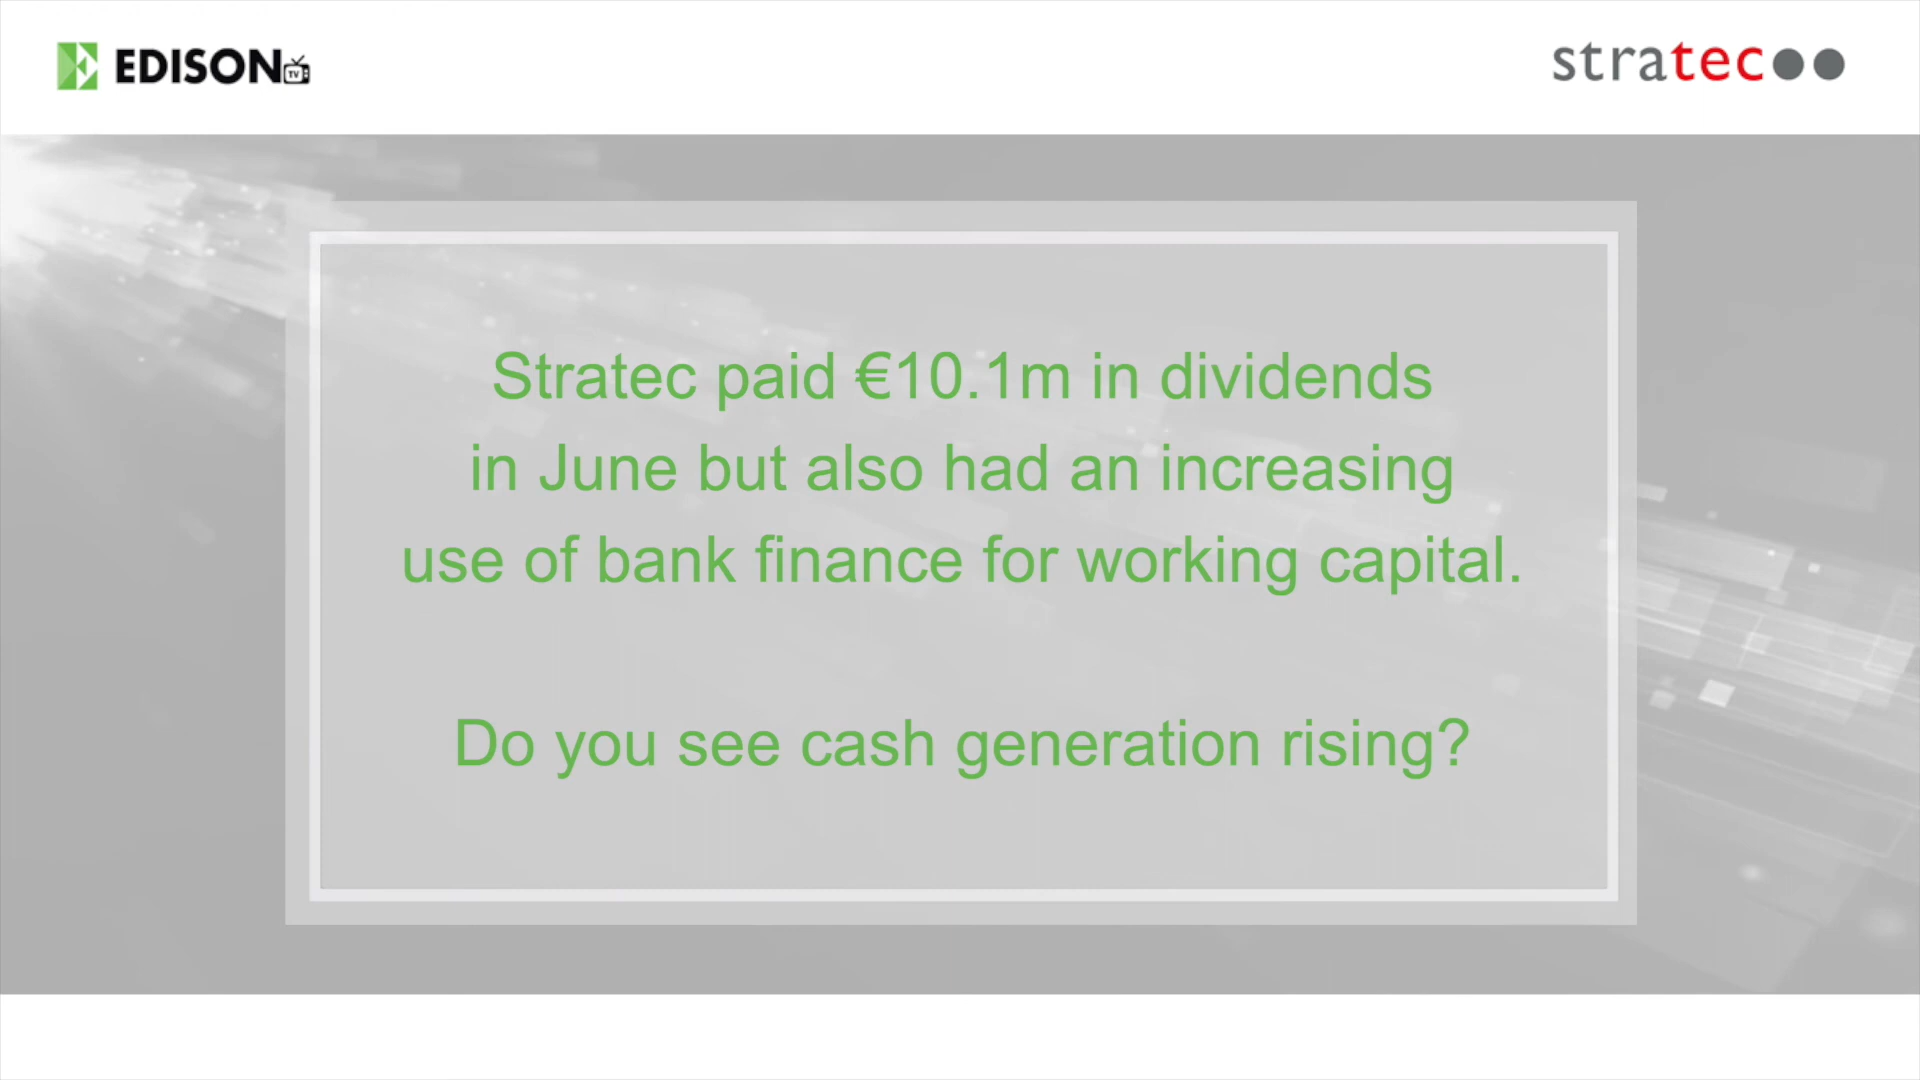 EDISON TV
stratec
Stratec paid €10.1m in dividends
in June but also had an increasing
use of bank finance for working capital.
Do you see cash generation rising?